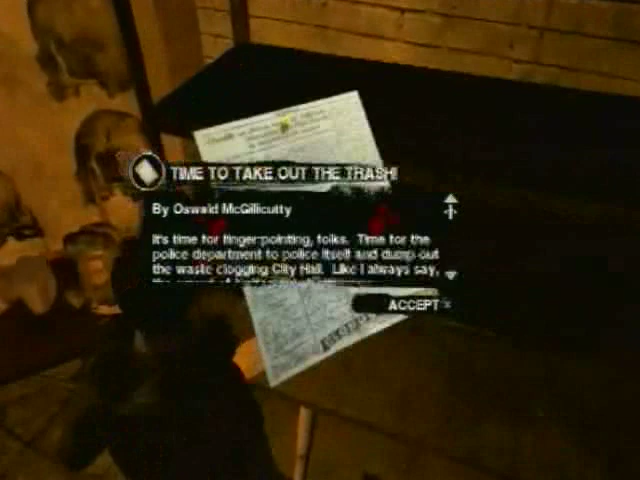 TIME TO TAKE OUT THE TRASH!
By Oswald McGillicutty
It's time for finger-pointing, folks. Time for the
police department to police itself and dump out
the waste clogging City Hall. Like I always say,
ACCEPT